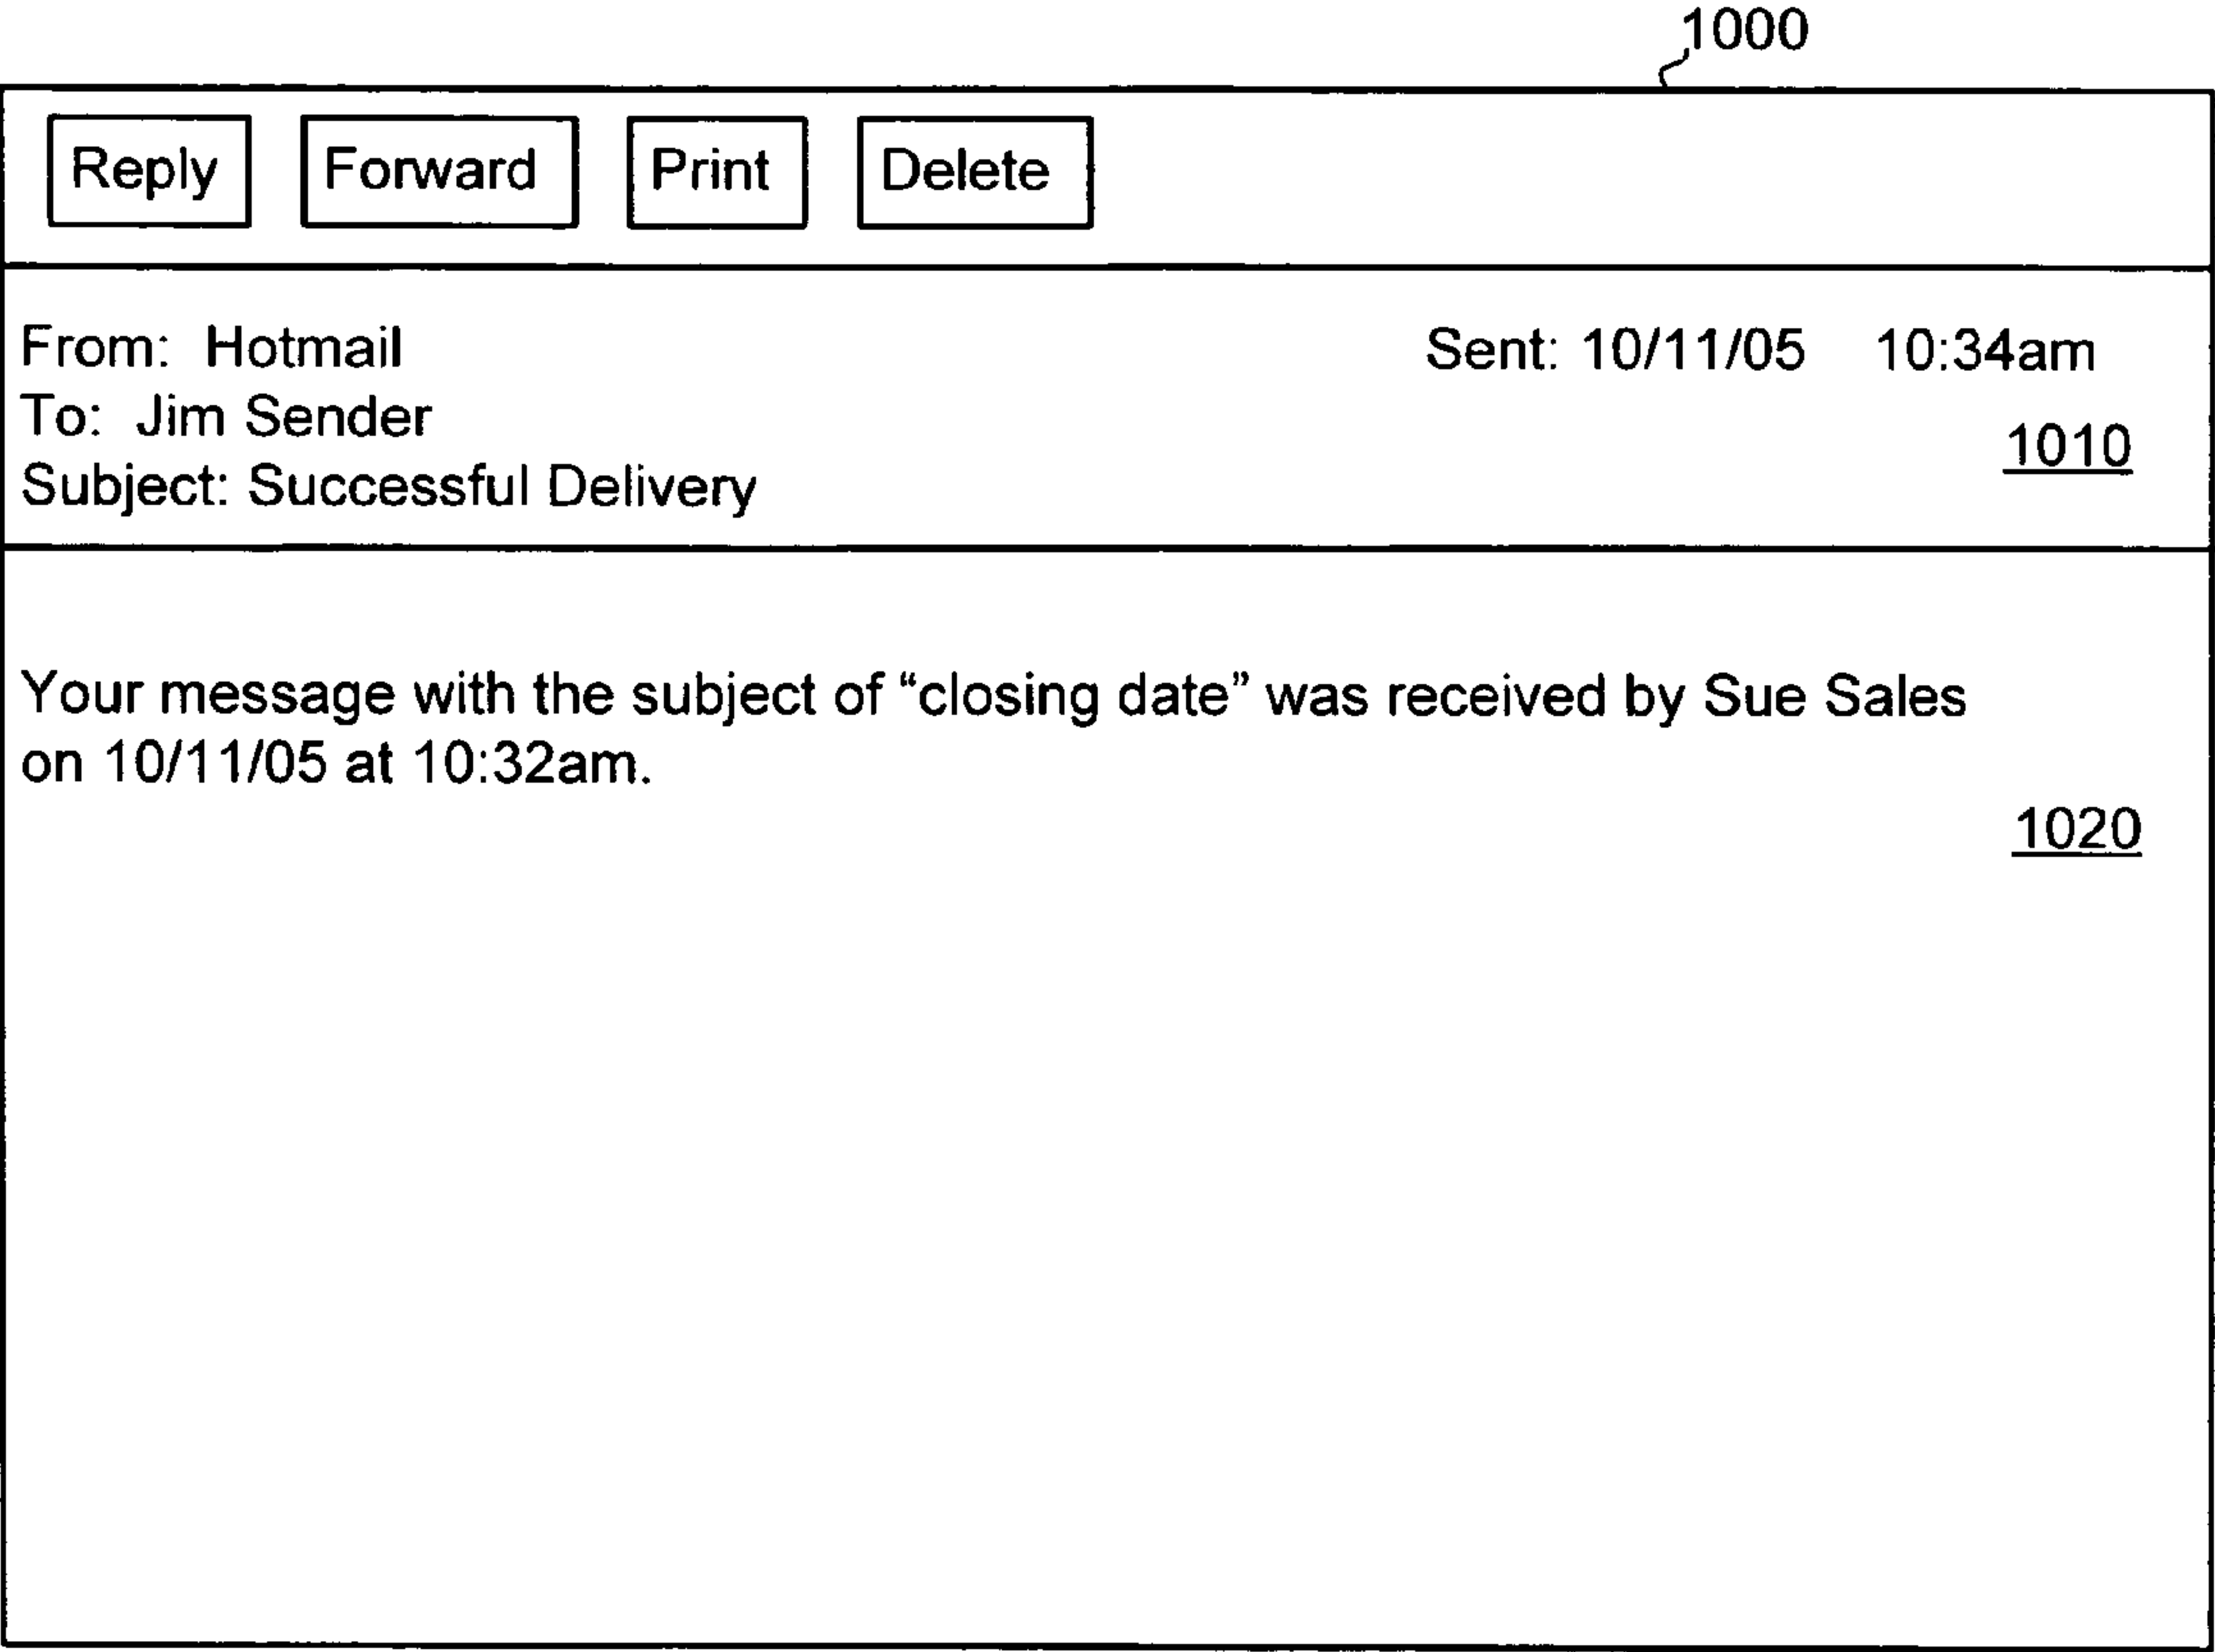 1000
Reply Forward Print Delete
From: Hotmail Sent: 10/11/05 10:34am
To: Jim Sender
1010
Subject: Successful Delivery
Your message with the subject of “closing date” was received by Sue Sales
on 10/11/05 at 10:32am.
1020